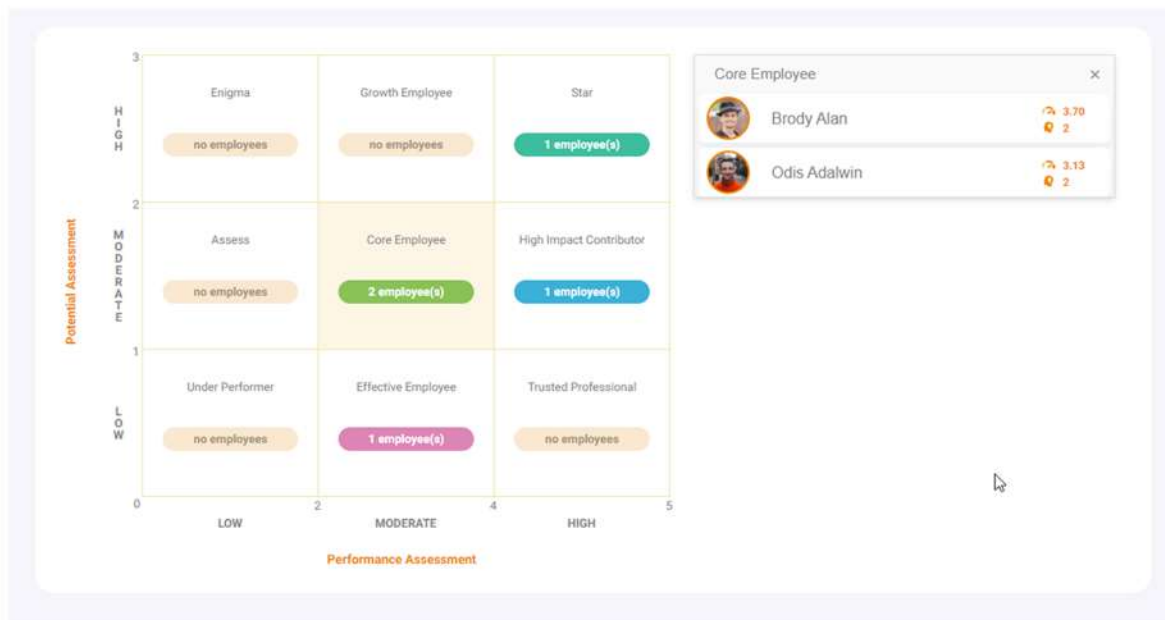 3
Enigma
Growth Employee
Star
HIGH
no employees
no employees
1 employee(s)
2
Assess
Core Employee
High Impact Contributor
MODERATE
no employees
2 employee(s)
1 employee(s)
Potential Assessment
1
Under Performer
Effective Employee
Trusted Professional
LOW
no employees
1 employee(s)
no employees
0
2
4
5
LOW
MODERATE
HIGH
Performance Assessment
Core Employee ×
Brody Alan
3.70
2
Odis Adalwin
3.13
2